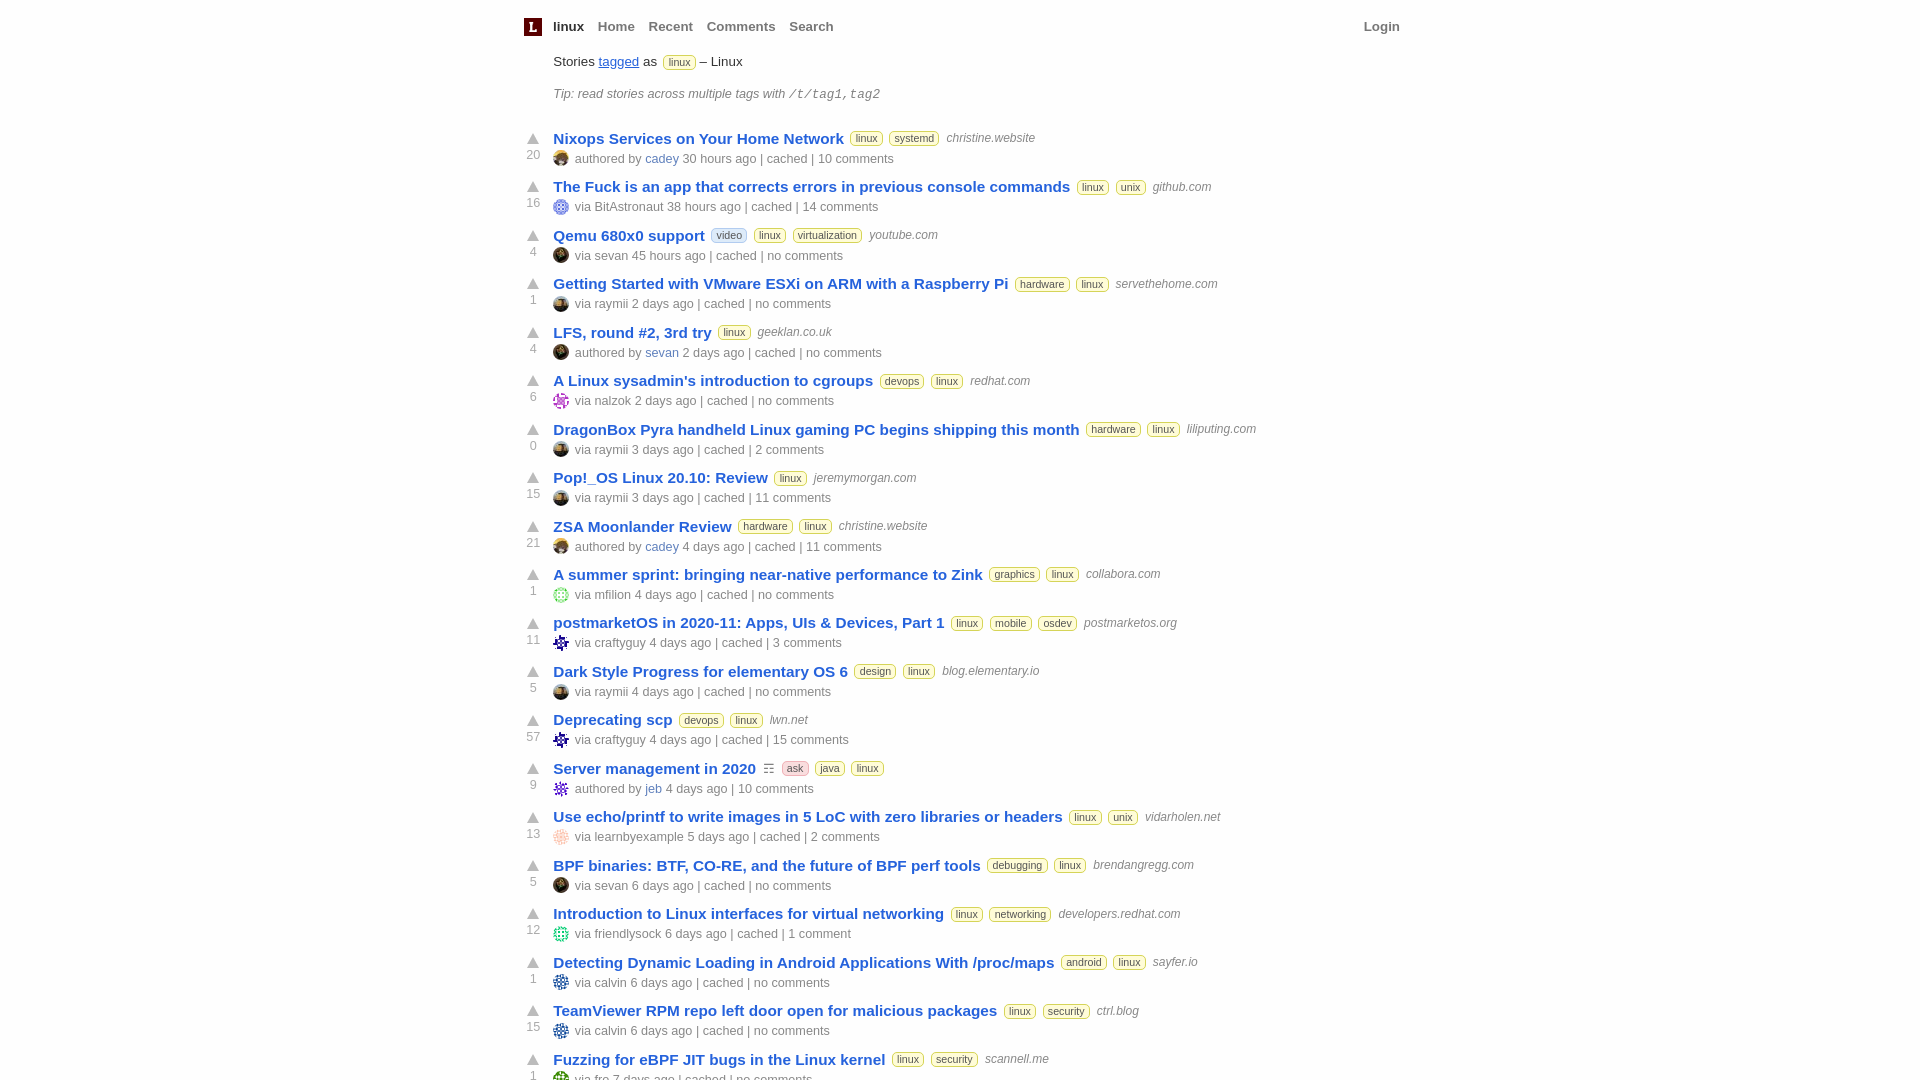 L linux Home Recent Comments Search Login
Stories tagged as linux – Linux
Tip: read stories across multiple tags with /t/tag1,tag2
Nixops Services on Your Home Network linux systemd christine.website
20 authored by cadey 30 hours ago | cached | 10 comments
The Fuck is an app that corrects errors in previous console commands linux unix github.com
16 via BitAstronaut 38 hours ago | cached | 14 comments
Qemu 680x0 support video linux virtualization youtube.com
4 via sevan 45 hours ago | cached | no comments
Getting Started with VMware ESXi on ARM with a Raspberry Pi hardware linux servethehome.com
1 via raymii 2 days ago | cached | no comments
LFS, round #2, 3rd try linux geeklan.co.uk
4 authored by sevan 2 days ago | cached | no comments
A Linux sysadmin's introduction to cgroups devops linux redhat.com
6 via nalzok 2 days ago | cached | no comments
DragonBox Pyra handheld Linux gaming PC begins shipping this month hardware linux liliputing.com
0 via raymii 3 days ago | cached | 2 comments
Pop!_OS Linux 20.10: Review linux jeremymorgan.com
15 via raymii 3 days ago | cached | 11 comments
ZSA Moonlander Review hardware linux christine.website
21 authored by cadey 4 days ago | cached | 11 comments
A summer sprint: bringing near-native performance to Zink graphics linux collabora.com
1 via mfilion 4 days ago | cached | no comments
postmarketOS in 2020-11: Apps, UIs & Devices, Part 1 linux mobile osdev postmarketos.org
11 via craftyguy 4 days ago | cached | 3 comments
Dark Style Progress for elementary OS 6 design linux blog.elementary.io
5 via raymii 4 days ago | cached | no comments
Deprecating scp devops linux lwn.net
57 via craftyguy 4 days ago | cached | 15 comments
Server management in 2020 ☶ ask java linux
9 authored by jeb 4 days ago | 10 comments
Use echo/printf to write images in 5 LoC with zero libraries or headers linux unix vidarholen.net
13 via learnbyexample 5 days ago | cached | 2 comments
BPF binaries: BTF, CO-RE, and the future of BPF perf tools debugging linux brendangregg.com
5 via sevan 6 days ago | cached | no comments
Introduction to Linux interfaces for virtual networking linux networking developers.redhat.com
12 via friendlysock 6 days ago | cached | 1 comment
Detecting Dynamic Loading in Android Applications With /proc/maps android linux sayfer.io
1 via calvin 6 days ago | cached | no comments
TeamViewer RPM repo left door open for malicious packages linux security ctrl.blog
15 via calvin 6 days ago | cached | no comments
Fuzzing for eBPF JIT bugs in the Linux kernel linux security scannell.me
1 via fro 7 days ago | cached | no comments